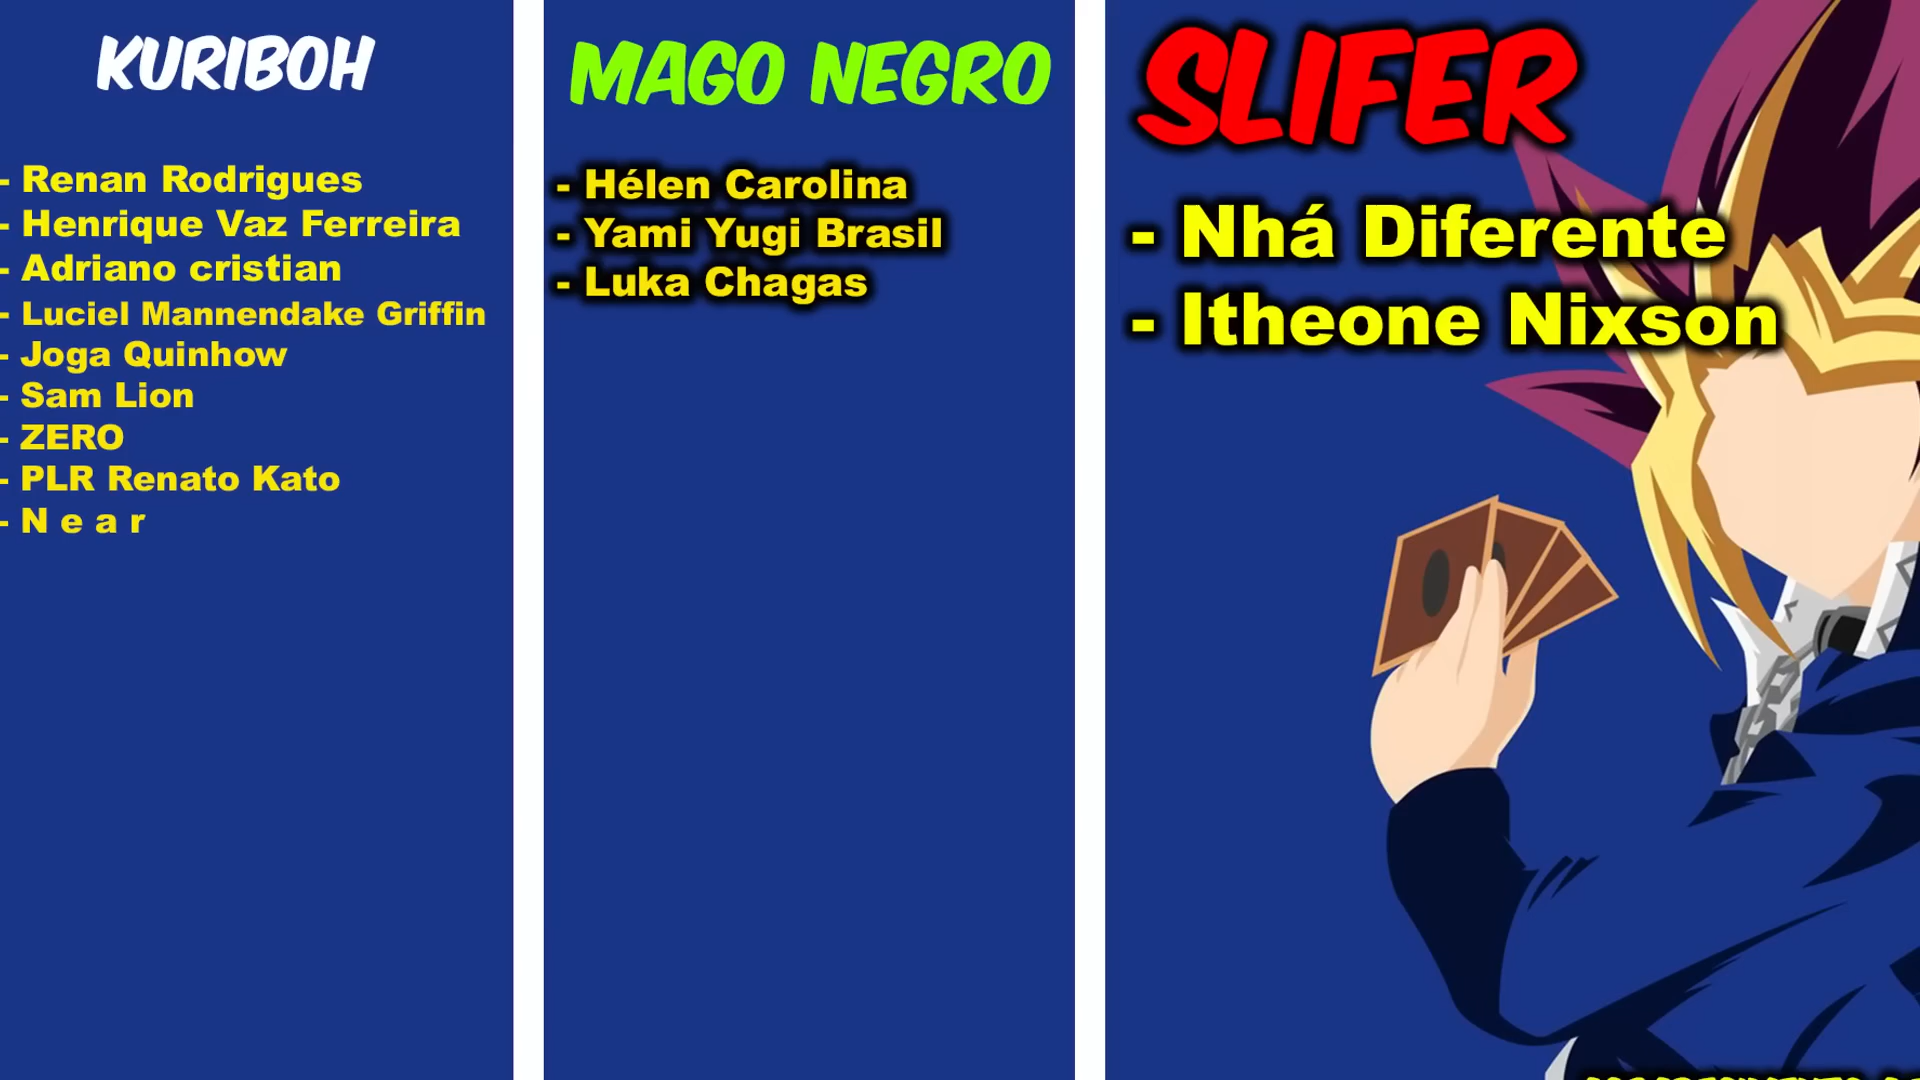 KURIBOH
- Renan Rodrigues
- Henrique Vaz Ferreira
- Adriano cristian
- Luciel Mannendake Griffin
- Joga Quinhow
- Sam Lion
- ZERO
- PLR Renato Kato
- N e a r
MAGO NEGRO
- Hélen Carolina
- Yami Yugi Brasil
- Luka Chagas
SLIFER
- Nhá Diferente
- Itheone Nixson